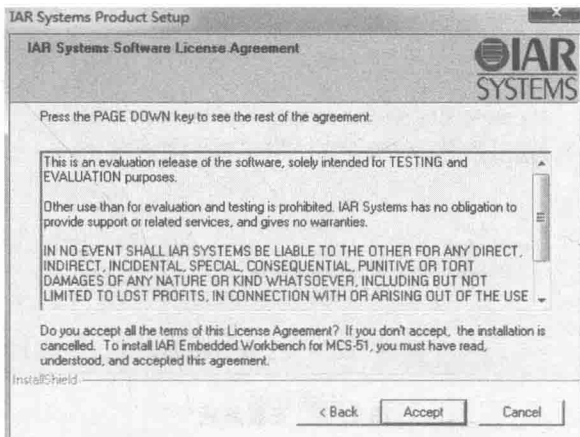 IAR Systems Product Setup
IAR Systems Software License Agreement
IAR
SYSTEMS
Press the PAGE DOWN key to see the rest of the agreement.
This is an evaluation release of the software, solely intended for TESTING and
EVALUATION purposes.
Other use than for evaluation and testing is prohibited. IAR Systems has no obligation to
provide support or related services, and gives no warranties.
IN NO EVENT SHALL IAR SYSTEMS BE LIABLE TO THE OTHER FOR ANY DIRECT,
INDIRECT, INCIDENTAL, SPECIAL, CONSEQUENTIAL, PUNITIVE OR TORT
DAMAGES OF ANY NATURE OR KIND WHATSOEVER, INCLUDING BUT NOT
LIMITED TO LOST PROFITS, IN CONNECTION WITH OR ARISING OUT OF THE USE
Do you accept all the terms of this License Agreement? If you don't accept, the installation is
cancelled. To install IAR Embedded Workbench for MCS-51, you must have read,
understood, and accepted this agreement.
InstallShield
< Back Accept Cancel